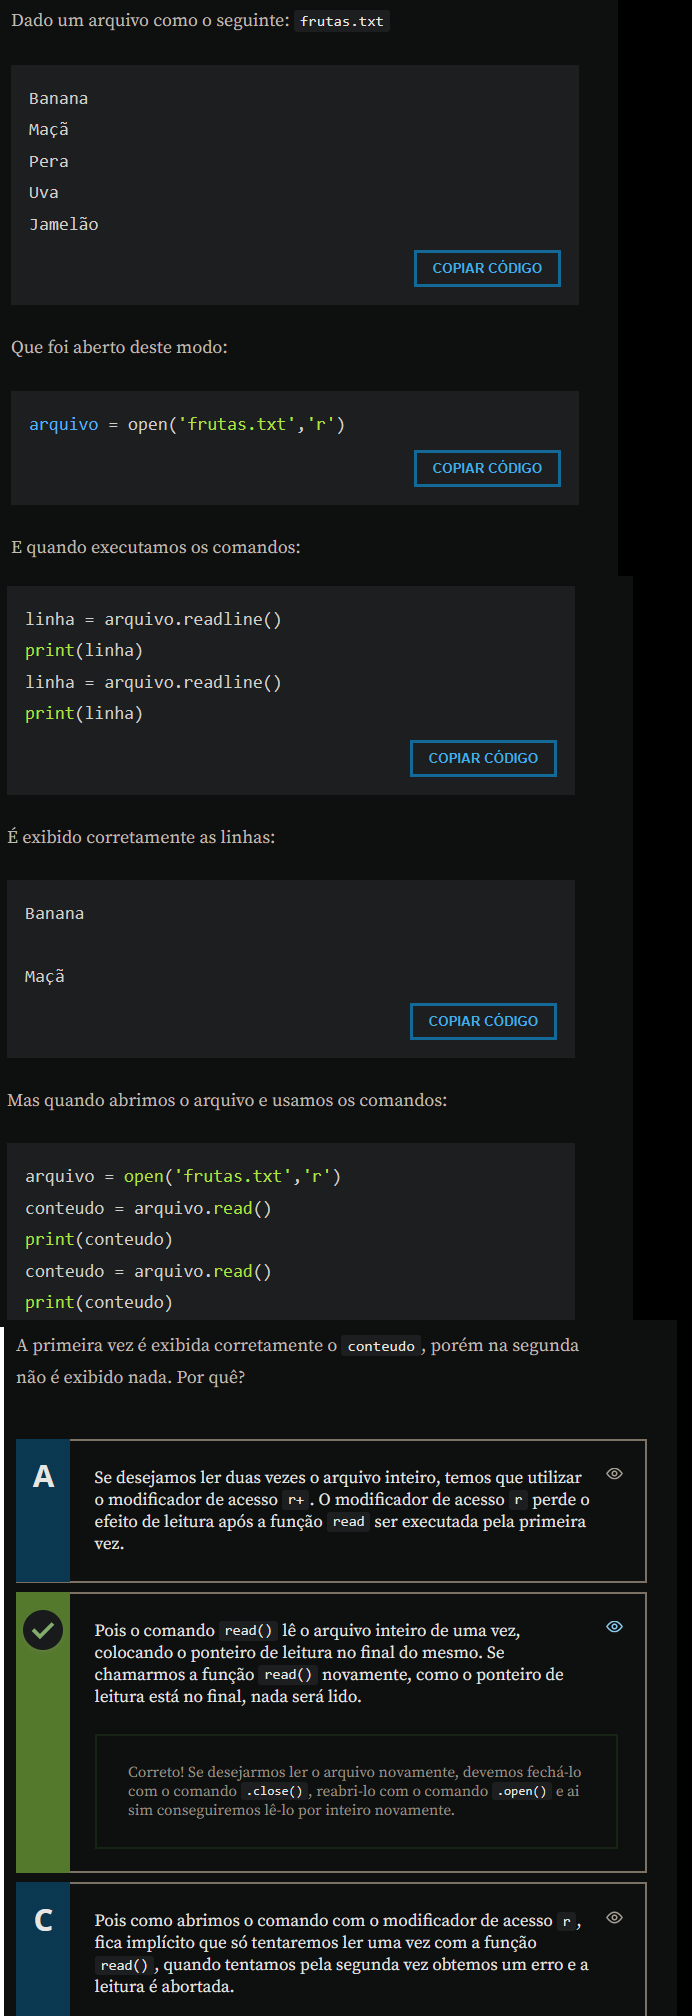 Dado um arquivo como o seguinte: frutas.txt
Banana
Maçã
Pera
Uva
Jamelão
COPIAR CÓDIGO
Que foi aberto deste modo:
arquivo = open('frutas.txt','r')
COPIAR CÓDIGO
E quando executamos os comandos:
linha = arquivo.readline()
print(linha)
linha = arquivo.readline()
print(linha)
COPIAR CÓDIGO
É exibido corretamente as linhas:
Banana
Maçã
COPIAR CÓDIGO
Mas quando abrimos o arquivo e usamos os comandos:
arquivo = open('frutas.txt','r')
conteudo = arquivo.read()
print(conteudo)
conteudo = arquivo.read()
print(conteudo)
A primeira vez é exibida corretamente o conteudo, porém na segunda
não é exibido nada. Por quê?
A
Se desejamos ler duas vezes o arquivo inteiro, temos que utilizar
o modificador de acesso r+. O modificador de acesso r perde o
efeito de leitura após a função read ser executada pela primeira
vez.
Pois o comando read() lê o arquivo inteiro de uma vez,
colocando o ponteiro de leitura no final do mesmo. Se
chamarmos a função read() novamente, como o ponteiro de
leitura está no final, nada será lido.
Correto! Se desejarmos ler o arquivo novamente, devemos fechá-lo
com o comando .close(), reabri-lo com o comando .open() e ai
sim conseguiremos lê-lo por inteiro novamente.
C
Pois como abrimos o comando com o modificador de acesso r,
fica implícito que só tentaremos ler uma vez com a função
read(), quando tentamos pela segunda vez obtemos um erro e a
leitura é abortada.